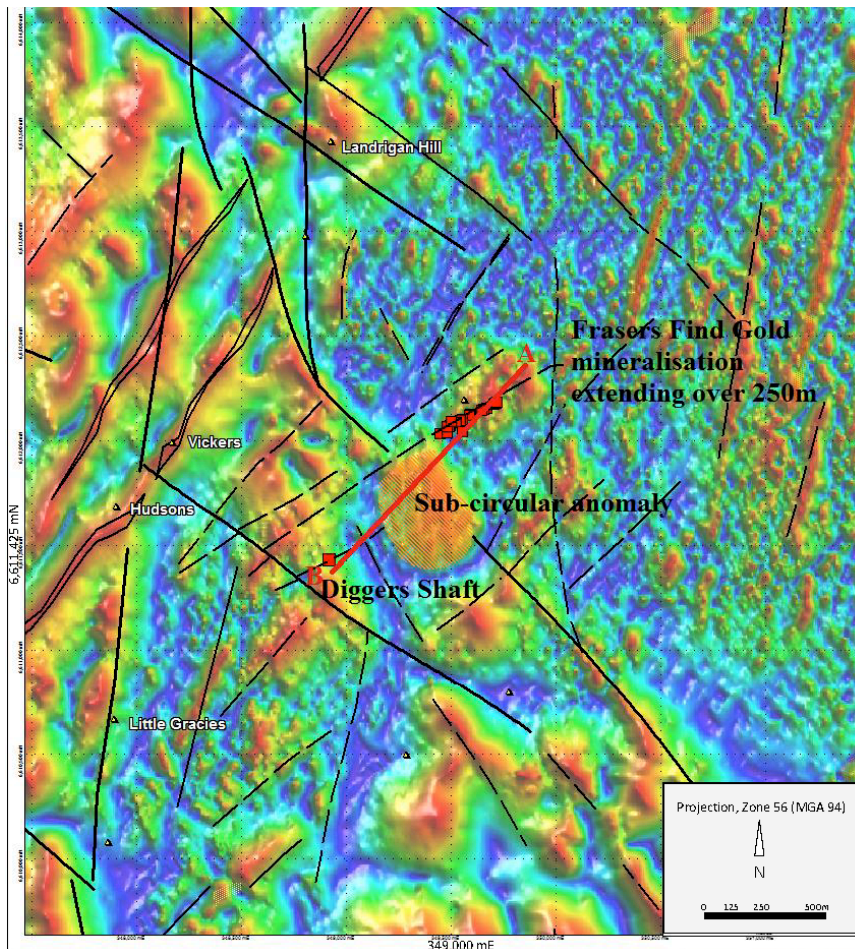 Landrigan Hill
Frasers Find Gold
mineralisation
extending over 250m
A
Vickers
Hudsons
Sub-circular anomaly
B
Diggers Shaft
6,611,425 mN
Little Gracies
Projection, Zone 56 (MGA 94)
N
0 125 250 500m
349,000 mE